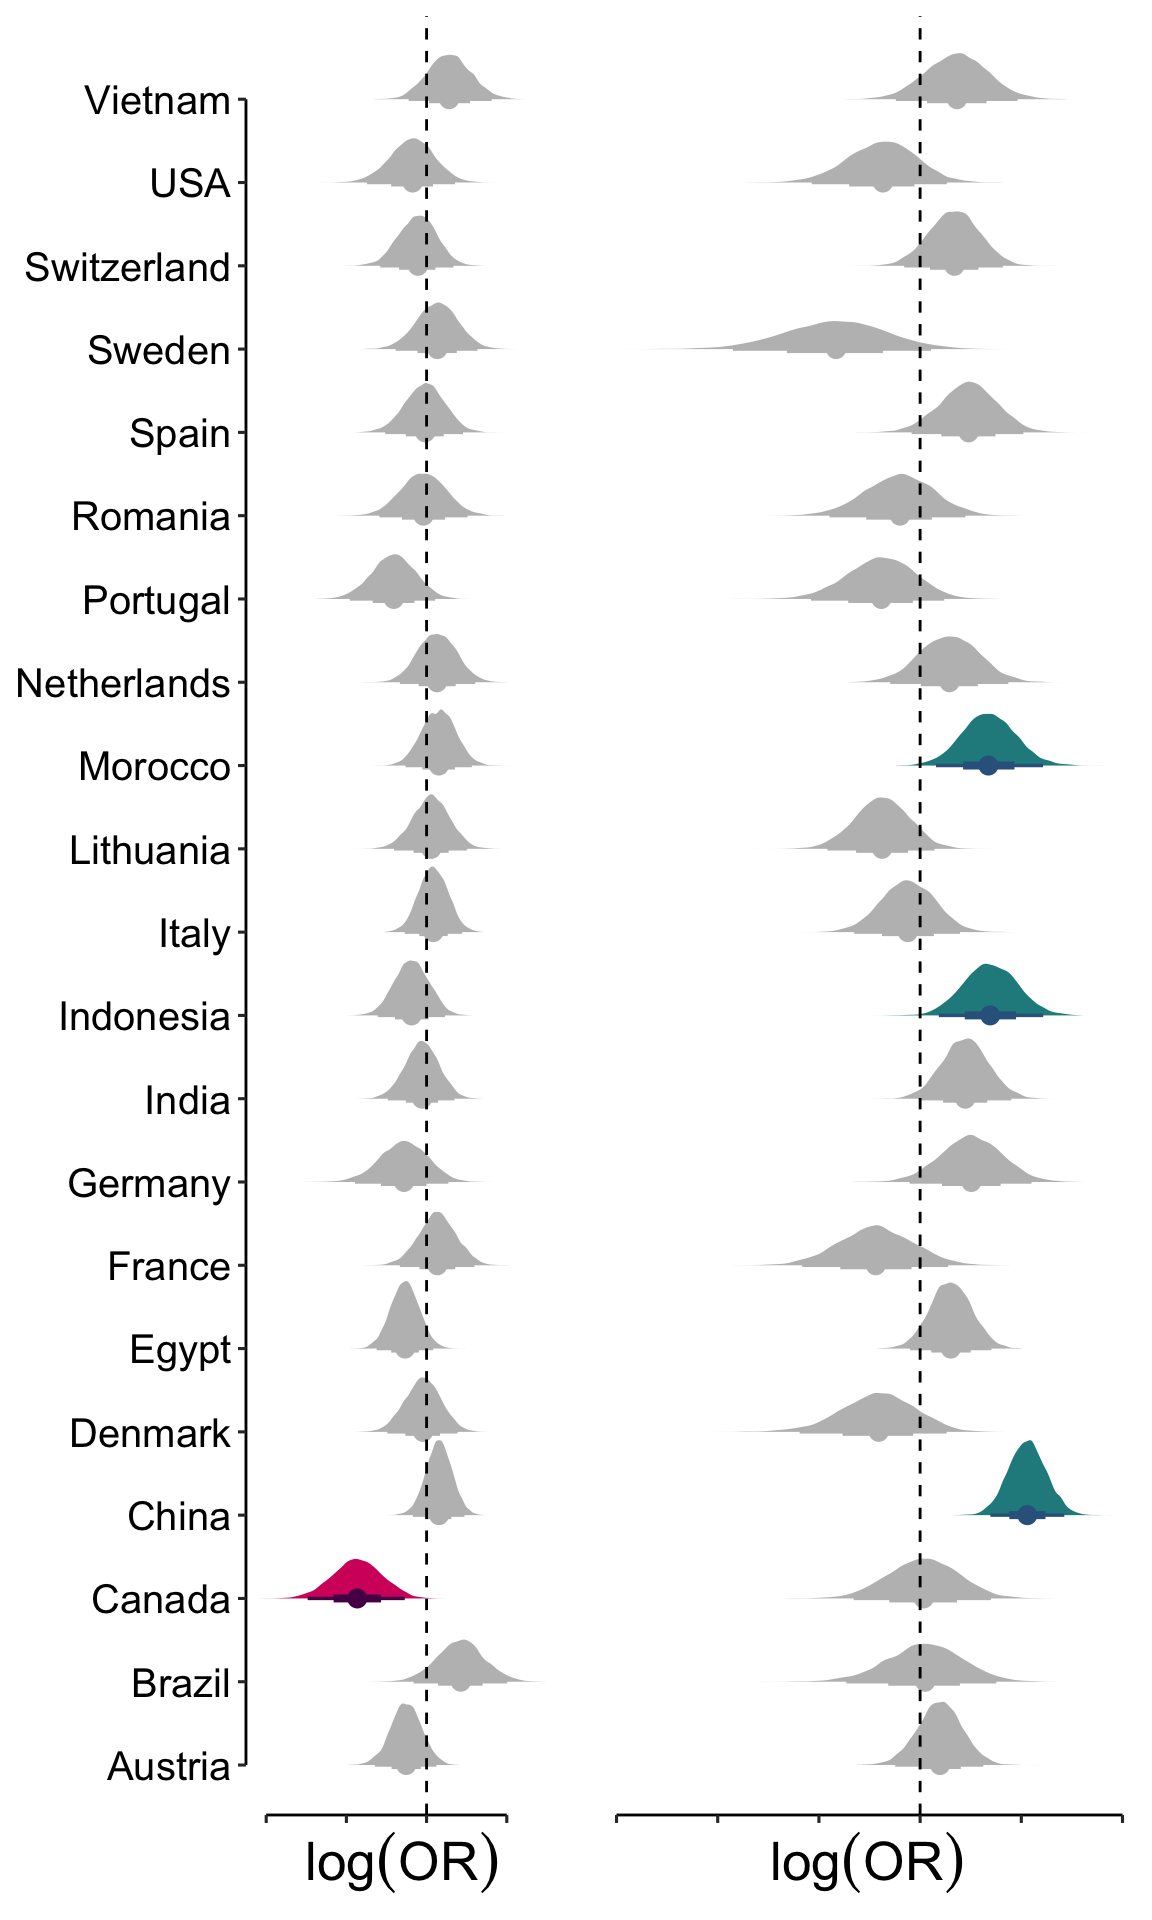 Vietnam
USA
Switzerland
Sweden
Spain
Romania
Portugal
Netherlands
Morocco
Lithuania
Italy
Indonesia
India
Germany
France
Egypt
Denmark
China
Canada
Brazil
Austria
log(OR) log(OR)